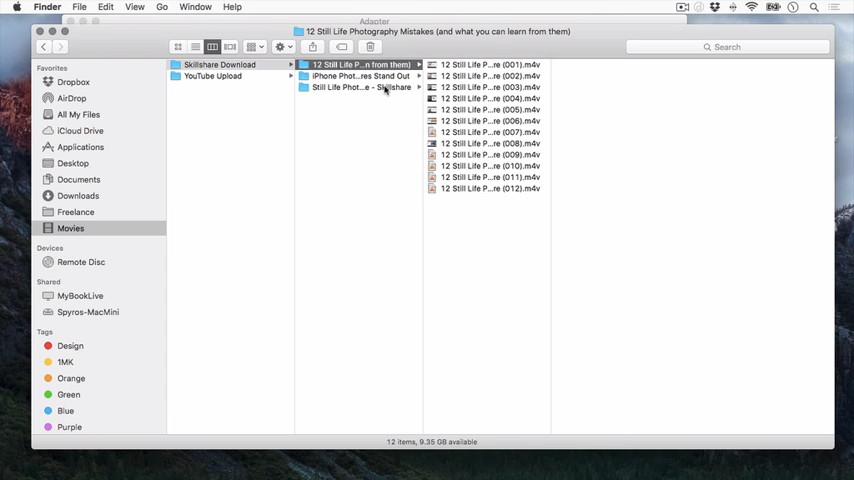 Finder File Edit View Go Window Help
Adapter
12 Still Life Photography Mistakes (and what you can learn from them)
Search
Favorites
Dropbox
AirDrop
All My Files
iCloud Drive
Applications
Desktop
Documents
Downloads
Freelance
Movies
Devices
Remote Disc
Shared
MyBookLive
Spyros-MacMini
Tags
Design
1MK
Orange
Green
Blue
Purple
Skillshare Download
YouTube Upload
12 Still Life P...n from them)
iPhone Phot...res Stand Out
Still Life Phot...e - Skillshare
12 Still Life P...re (001).m4v
12 Still Life P...re (002).m4v
12 Still Life P...re (003).m4v
12 Still Life P...re (004).m4v
12 Still Life P...re (005).m4v
12 Still Life P...re (006).m4v
12 Still Life P...re (007).m4v
12 Still Life P...re (008).m4v
12 Still Life P...re (009).m4v
12 Still Life P...re (010).m4v
12 Still Life P...re (011).m4v
12 Still Life P...re (012).m4v
12 items, 9.35 GB available